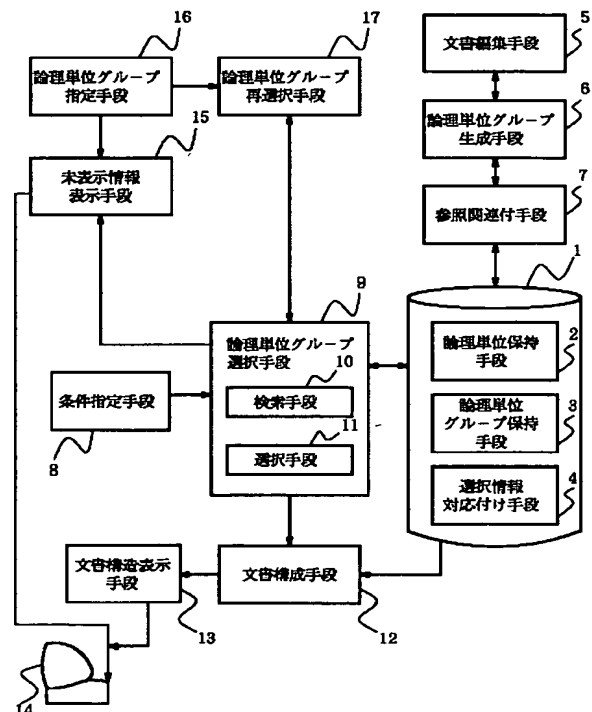 16
論理単位グループ
指定手段
17
論理単位グループ
再選択手段
5
文書編集手段
6
論理単位グループ
生成手段
15
未表示情報
表示手段
7
参照関連付手段
1
9
論理単位グループ
選択手段
10
検索手段
11
選択手段
条件指定手段
8
論理単位保持
手段
2
論理単位
グループ保持
手段
3
選択情報
対応付け手段
4
文書構造表示
手段
13
文書構成手段
12
14